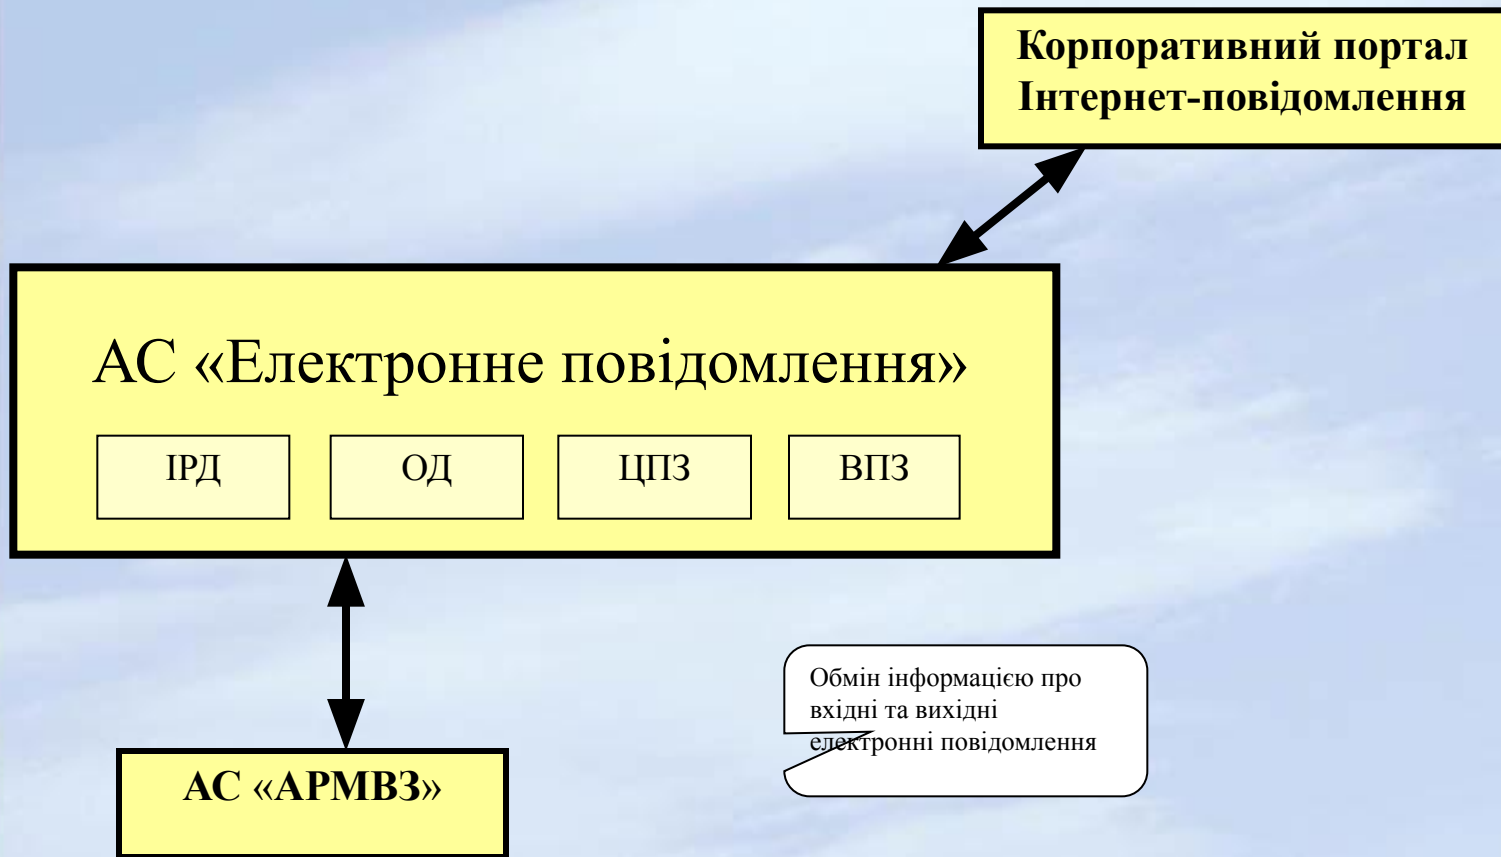 Корпоративний портал
Інтернет-повідомлення
АС «Електронне повідомлення»
ІРД
ОД
ЦПЗ
ВПЗ
Обмін інформацією про
вхідні та вихідні
електронні повідомлення
АС «АРМВЗ»